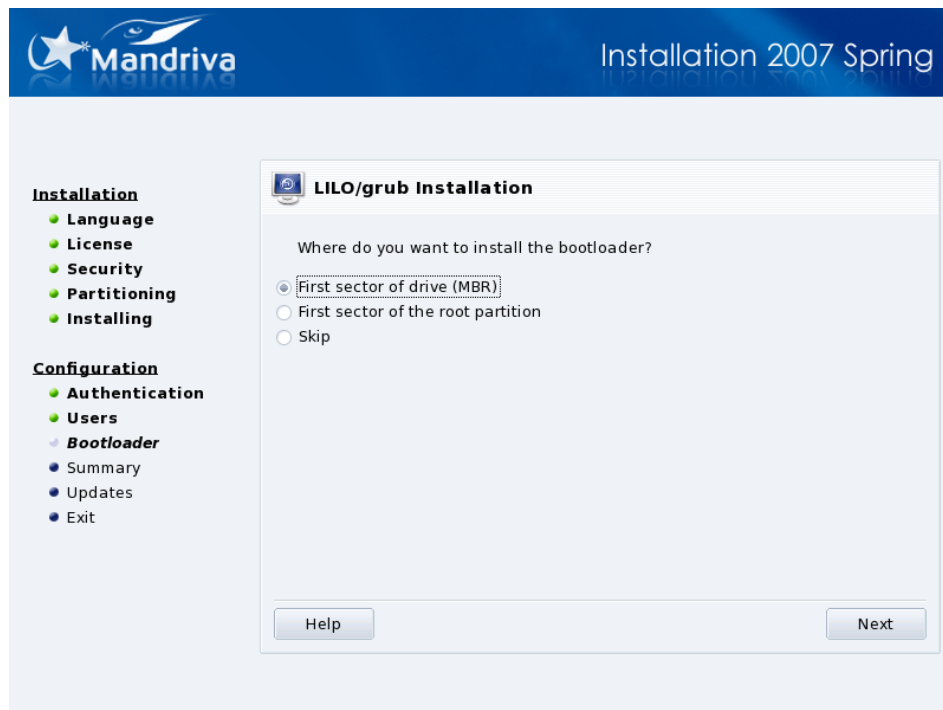 Mandriva
Installation 2007 Spring
Installation
Language
License
Security
Partitioning
Installing
Configuration
Authentication
Users
Bootloader
Summary
Updates
Exit
LILO/grub Installation
Where do you want to install the bootloader?
First sector of drive (MBR)
First sector of the root partition
Skip
Help
Next